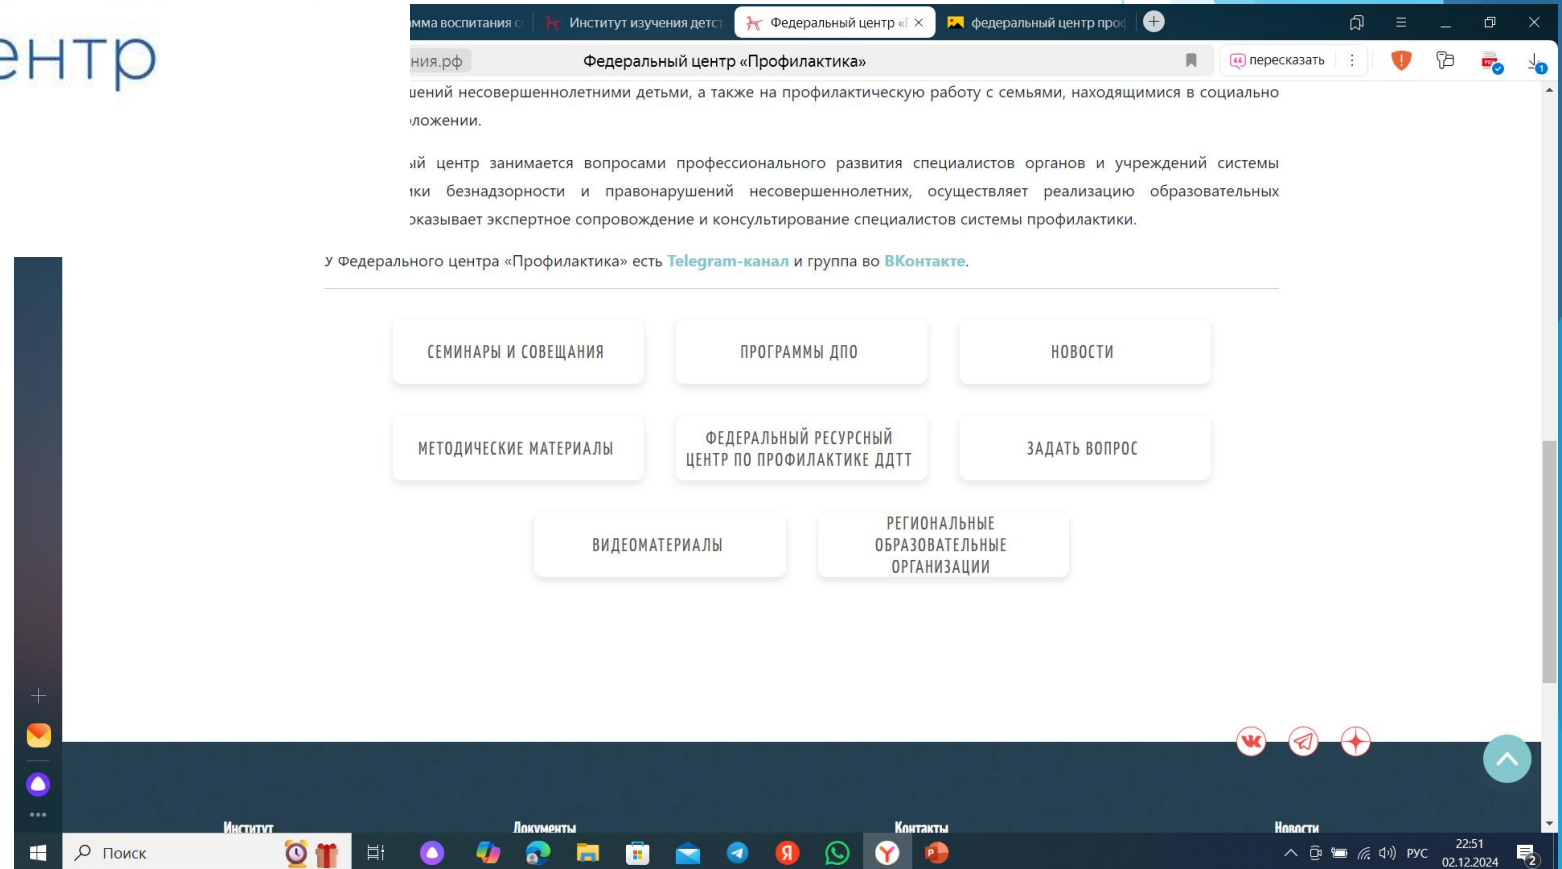 ентр
амма воспитания с
Институт изучения детст
Федеральный центр «Г
федеральный центр проф
ния.рф
Федеральный центр «Профилактика»
пересказать
шений несовершеннолетними детьми, а также на профилактическую работу с семьями, находящимися в социально
ложении.
ый центр занимается вопросами профессионального развития специалистов органов и учреждений системы
ики безнадзорности и правонарушений несовершеннолетних, осуществляет реализацию образовательных
оказывает экспертное сопровождение и консультирование специалистов системы профилактики.
У Федерального центра «Профилактика» есть Telegram-канал и группа во ВКонтакте.
СЕМИНАРЫ И СОВЕЩАНИЯ
ПРОГРАММЫ ДПО
НОВОСТИ
МЕТОДИЧЕСКИЕ МАТЕРИАЛЫ
ФЕДЕРАЛЬНЫЙ РЕСУРСНЫЙ
ЦЕНТР ПО ПРОФИЛАКТИКЕ ДДТТ
ЗАДАТЬ ВОПРОС
ВИДЕОМАТЕРИАЛЫ
РЕГИОНАЛЬНЫЕ
ОБРАЗОВАТЕЛЬНЫЕ
ОРГАНИЗАЦИИ
Институт
Документы
Контакты
Новости
Поиск
РУС
22:51
02.12.2024